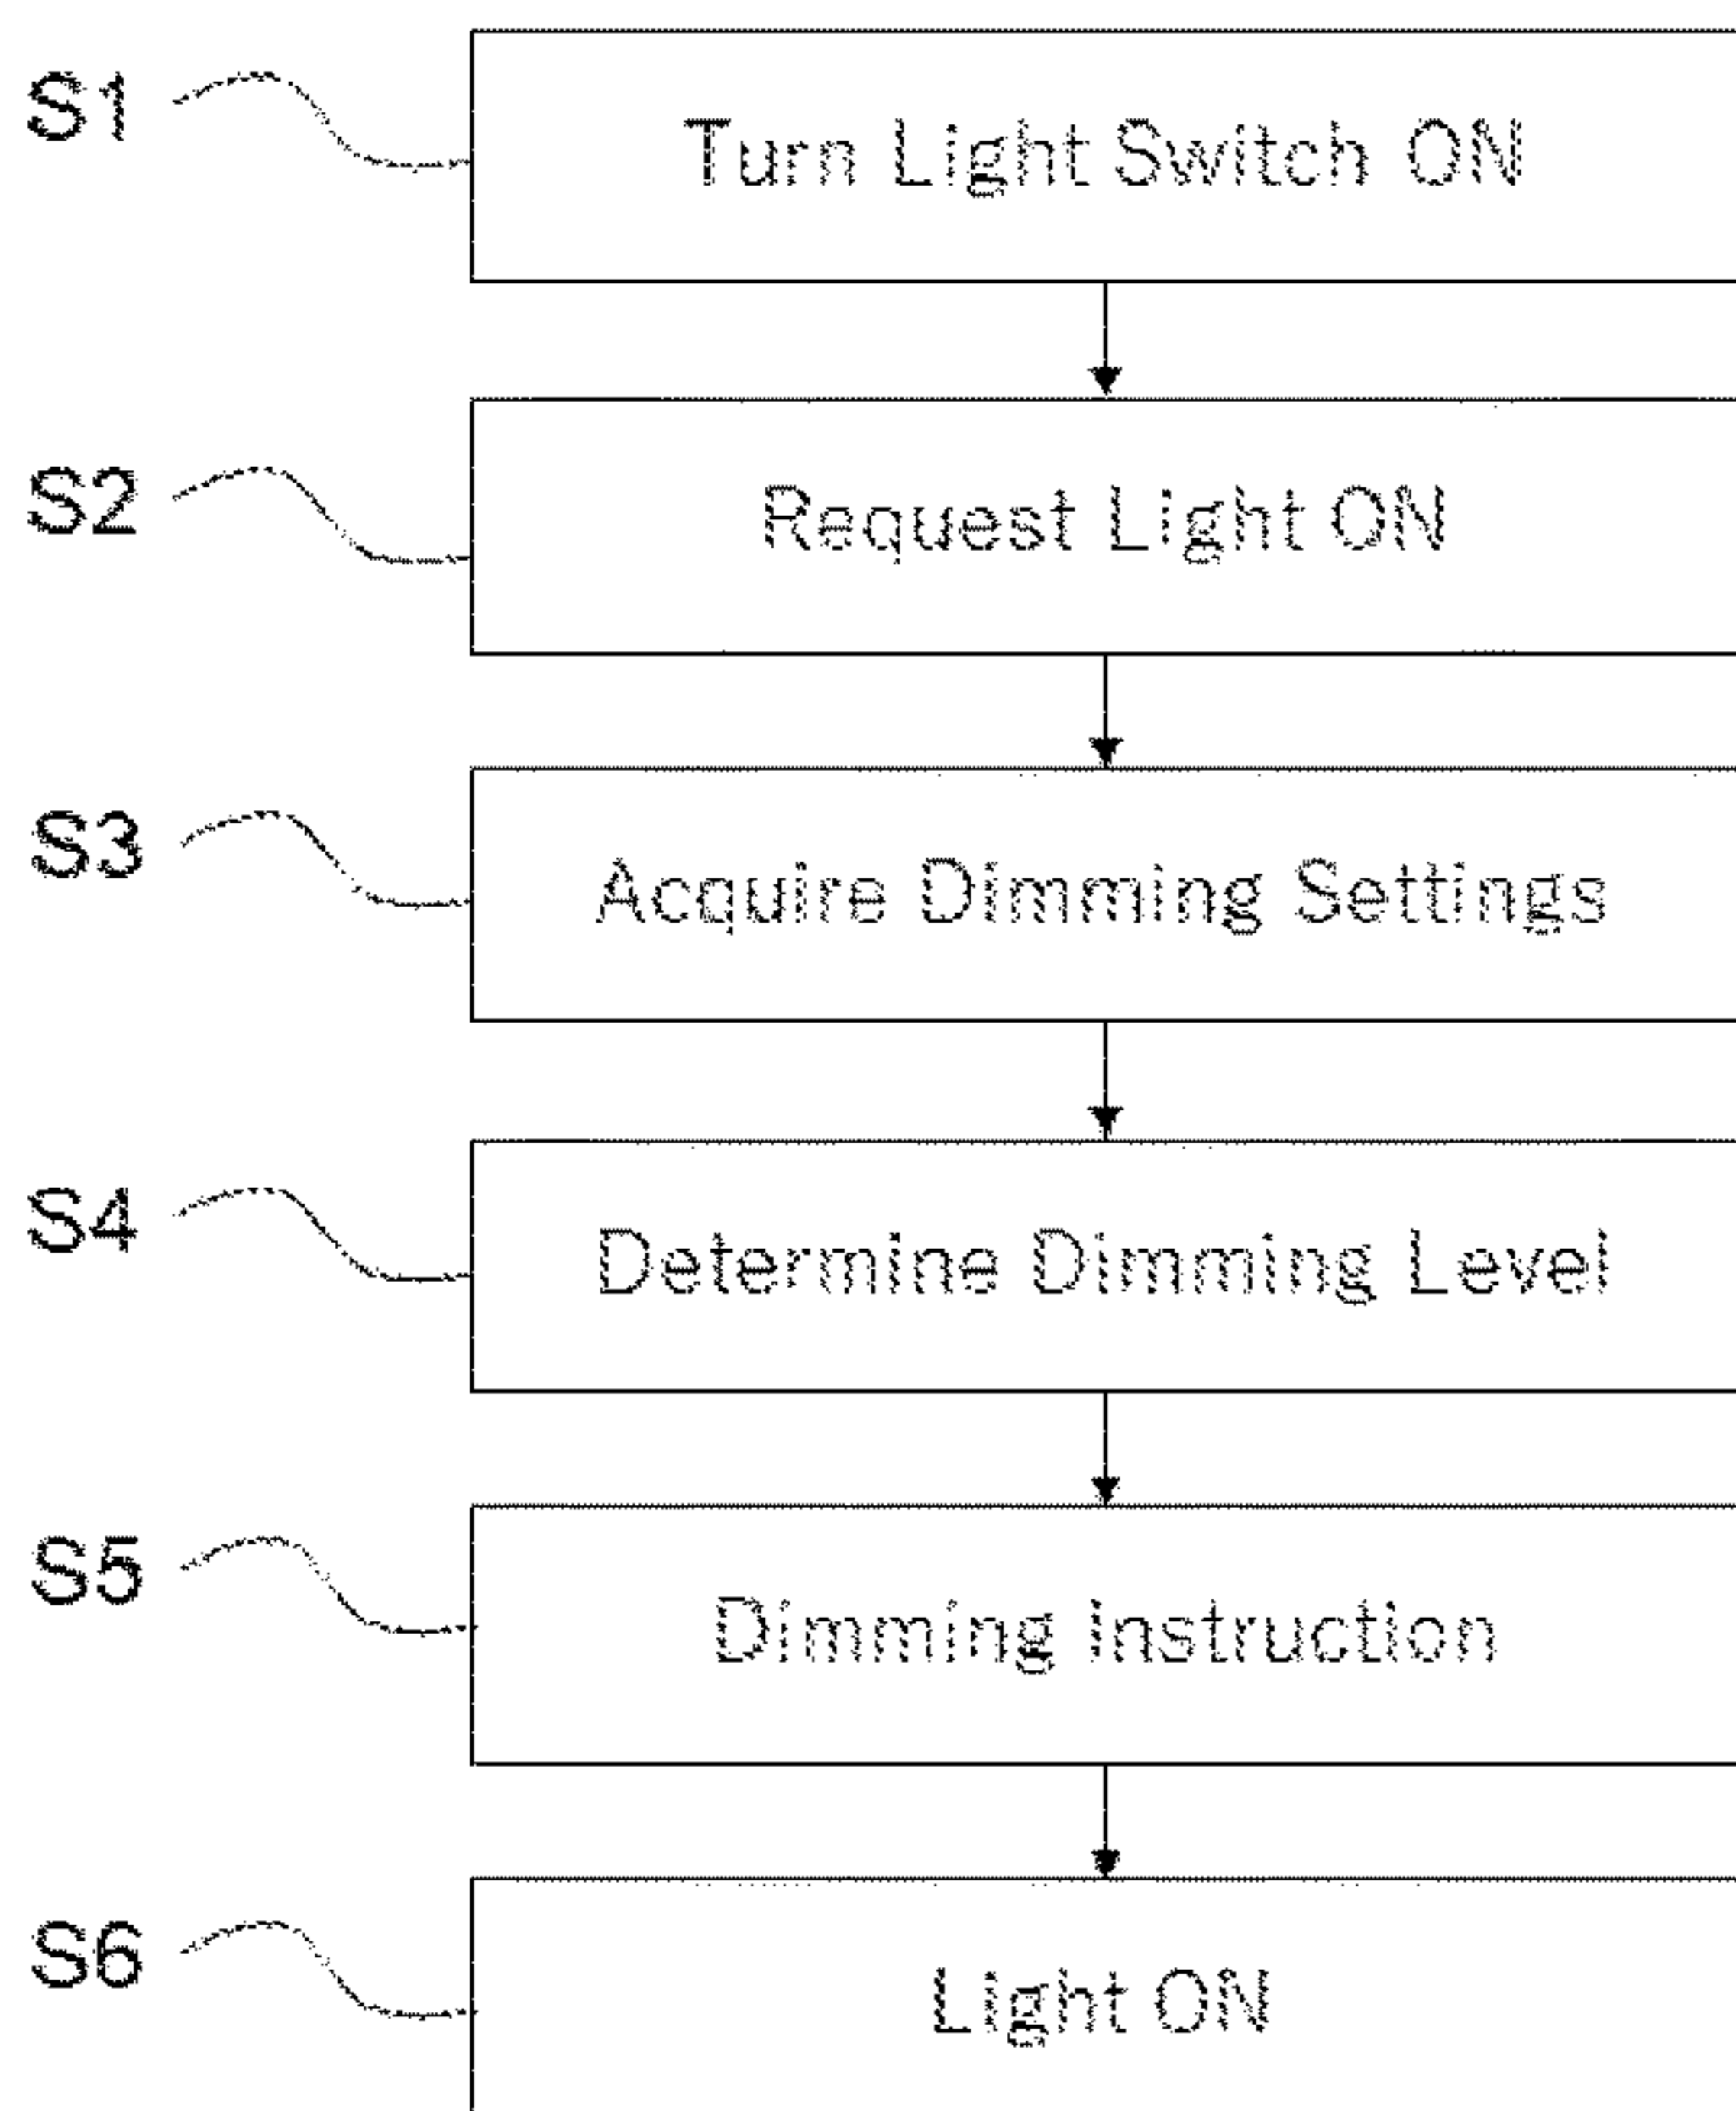 S1
Turn Light Switch ON
S2
Request Light ON
S3
Acquire Dimming Settings
S4
Determine Dimming Level
S5
Dimming Instruction
S6
Light ON